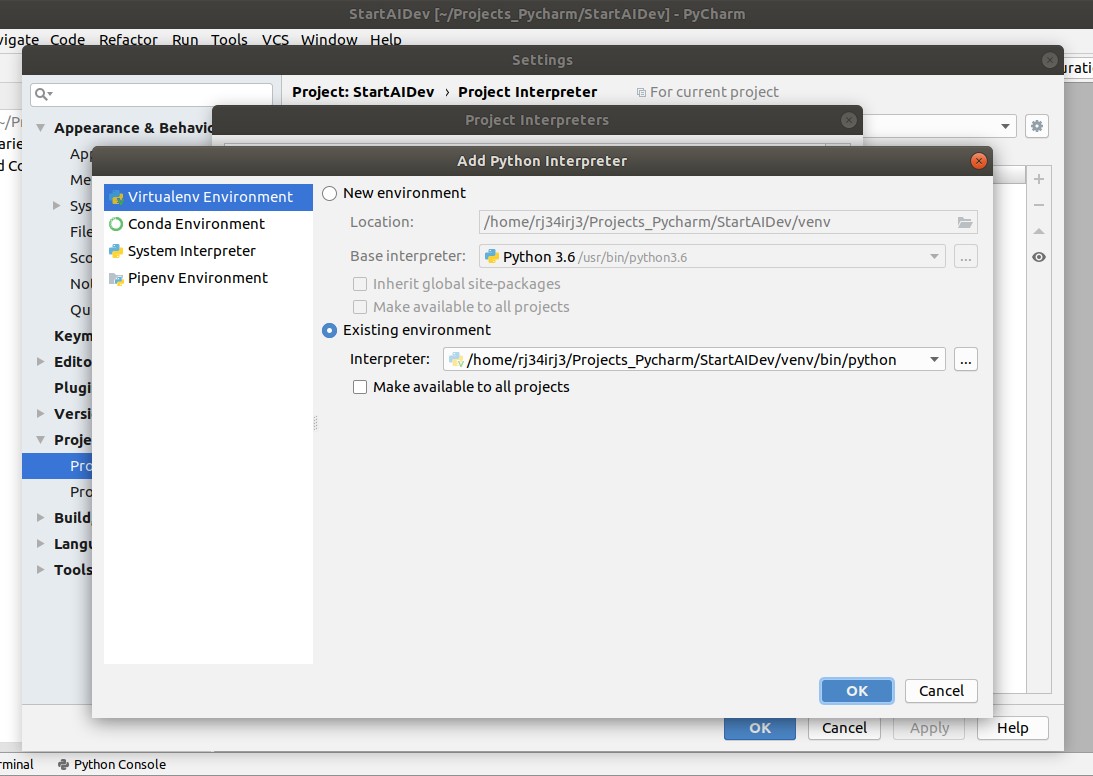 StartAIDev [~/Projects_Pycharm/StartAIDev] - PyCharm
vigate Code Refactor Run Tools VCS Window Help
Settings
Project: StartAIDev › Project Interpreter For current project
Appearance & Behavio
Project Interpreters
Add Python Interpreter
Virtualenv Environment
Conda Environment
System Interpreter
Pipenv Environment
New environment
Location: /home/rj34irj3/Projects_Pycharm/StartAIDev/venv
Base interpreter: Python 3.6 /usr/bin/python3.6 ...
Inherit global site-packages
Make available to all projects
Existing environment
Interpreter: /home/rj34irj3/Projects_Pycharm/StartAIDev/venv/bin/python ...
Make available to all projects
~/Pr
arie
d Co
urati
App
Me
Sys
File
Sco
Not
Qu
Keym
Edito
Plugi
Versi
Proje
Pro
Pro
Build,
Langu
Tools
OK Cancel
OK Cancel Apply Help
rminal Python Console